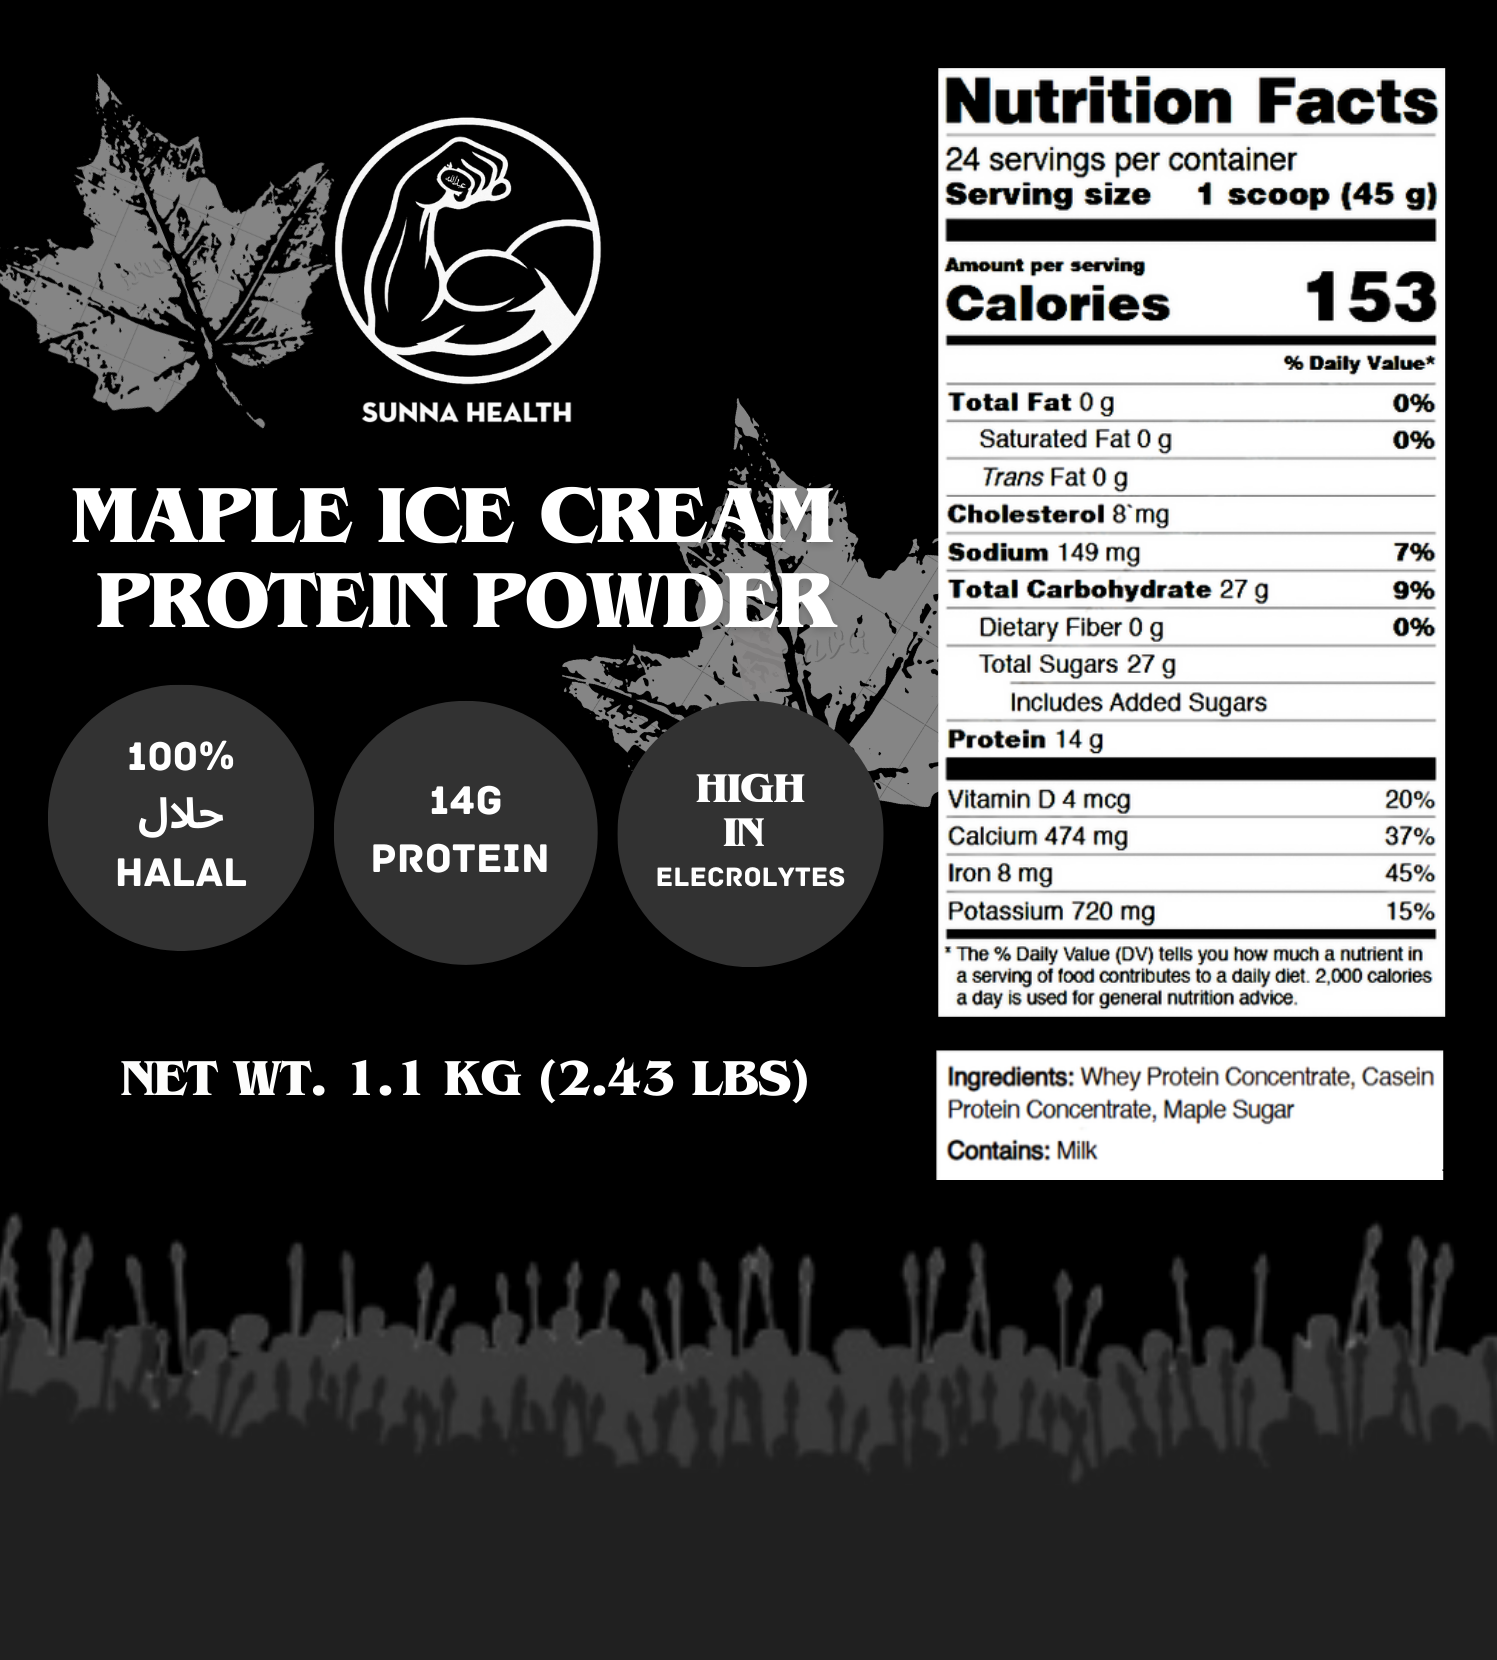 SUNNA HEALTH
MAPLE ICE CREAM
PROTEIN POWDER
100%
حلال
HALAL
14G
PROTEIN
HIGH
IN
ELECROLYTES
NET WT. 1.1 KG (2.43 LBS)
Nutrition Facts
24 servings per container
Serving size 1 scoop (45 g)
Amount per serving
Calories 153
% Daily Value*
Total Fat 0 g 0%
Saturated Fat 0 g 0%
Trans Fat 0 g
Cholesterol 8`mg
Sodium 149 mg 7%
Total Carbohydrate 27 g 9%
Dietary Fiber 0 g 0%
Total Sugars 27 g
Includes Added Sugars
Protein 14 g
Vitamin D 4 mcg 20%
Calcium 474 mg 37%
Iron 8 mg 45%
Potassium 720 mg 15%
* The % Daily Value (DV) tells you how much a nutrient in
a serving of food contributes to a daily diet. 2,000 calories
a day is used for general nutrition advice.
Ingredients: Whey Protein Concentrate, Casein
Protein Concentrate, Maple Sugar
Contains: Milk